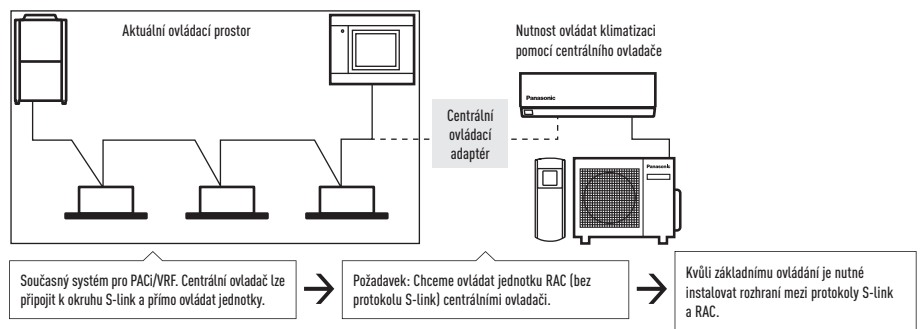 Aktuální ovládací prostor
Nutnost ovládat klimatizaci
pomocí centrálního ovladače
Panasonic
Centrální
ovládací
adaptér
Panasonic
Současný systém pro PACi/VRF. Centrální ovladač lze
připojit k okruhu S-link a přímo ovládat jednotky.
Požadavek: Chceme ovládat jednotku RAC (bez
protokolu S-link) centrálními ovladači.
Kvůli základnímu ovládání je nutné
instalovat rozhraní mezi protokoly S-link
a RAC.